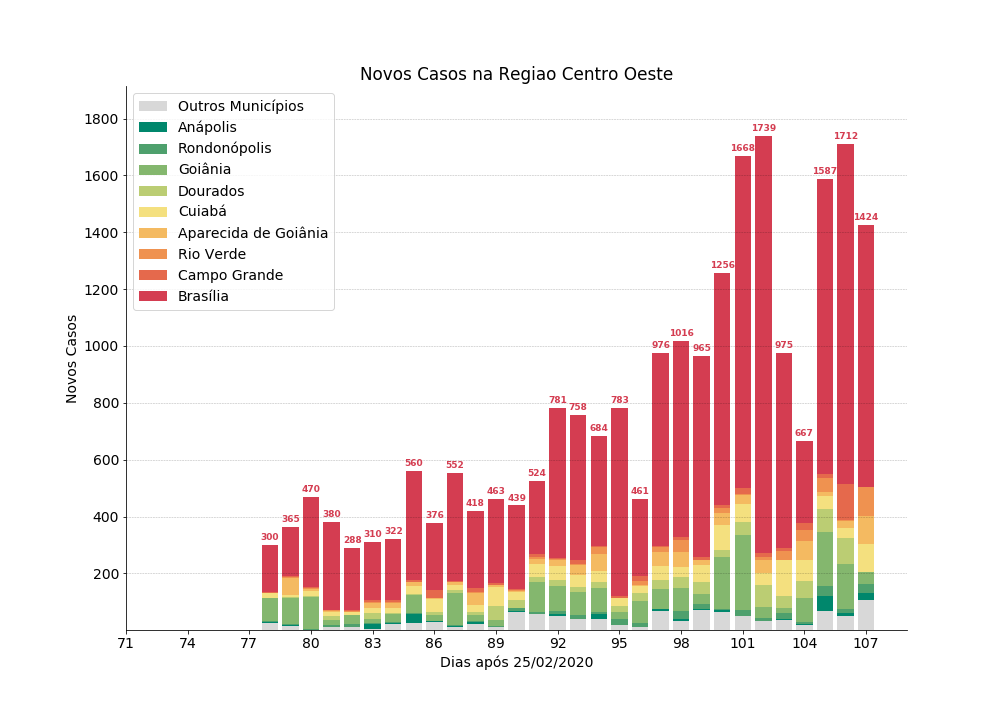 Novos Casos na Regiao Centro Oeste
Outros Municípios
Anápolis
Rondonópolis
Goiânia
Dourados
Cuiabá
Aparecida de Goiânia
Rio Verde
Campo Grande
Brasília
Novos Casos
1800
1600
1400
1200
1000
800
600
400
200
300
365
470
380
288
310
322
560
376
552
418
463
439
524
781
758
684
783
461
976
1016
965
1256
1668
1739
975
667
1587
1712
1424
71 74 77 80 83 86 89 92 95 98 101 104 107
Dias após 25/02/2020